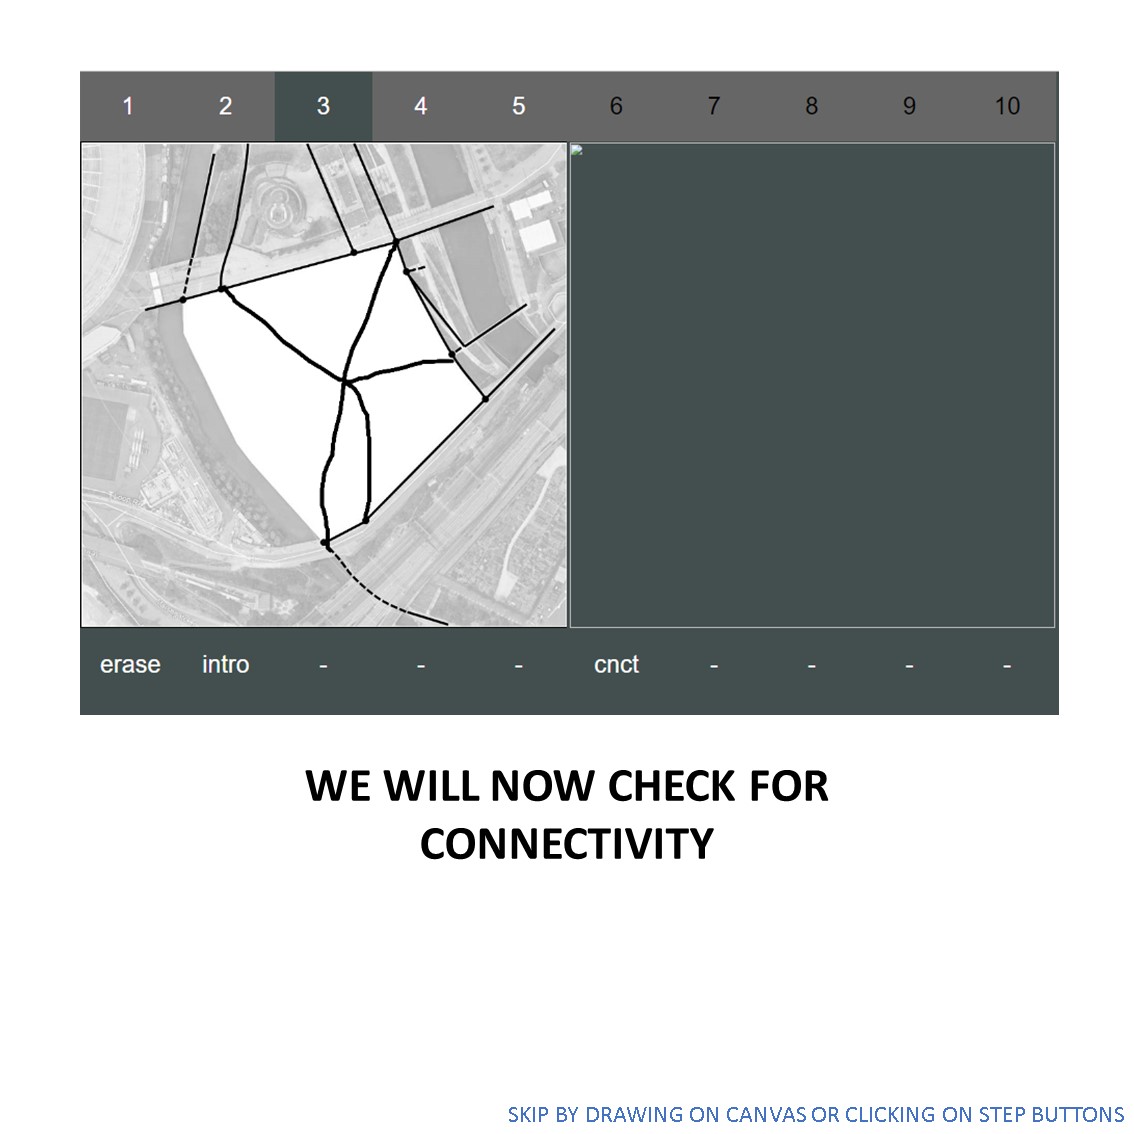 1 2 3 4 5 6 7 8 9 10
erase intro - - - cnct - - - -
WE WILL NOW CHECK FOR
CONNECTIVITY
SKIP BY DRAWING ON CANVAS OR CLICKING ON STEP BUTTONS